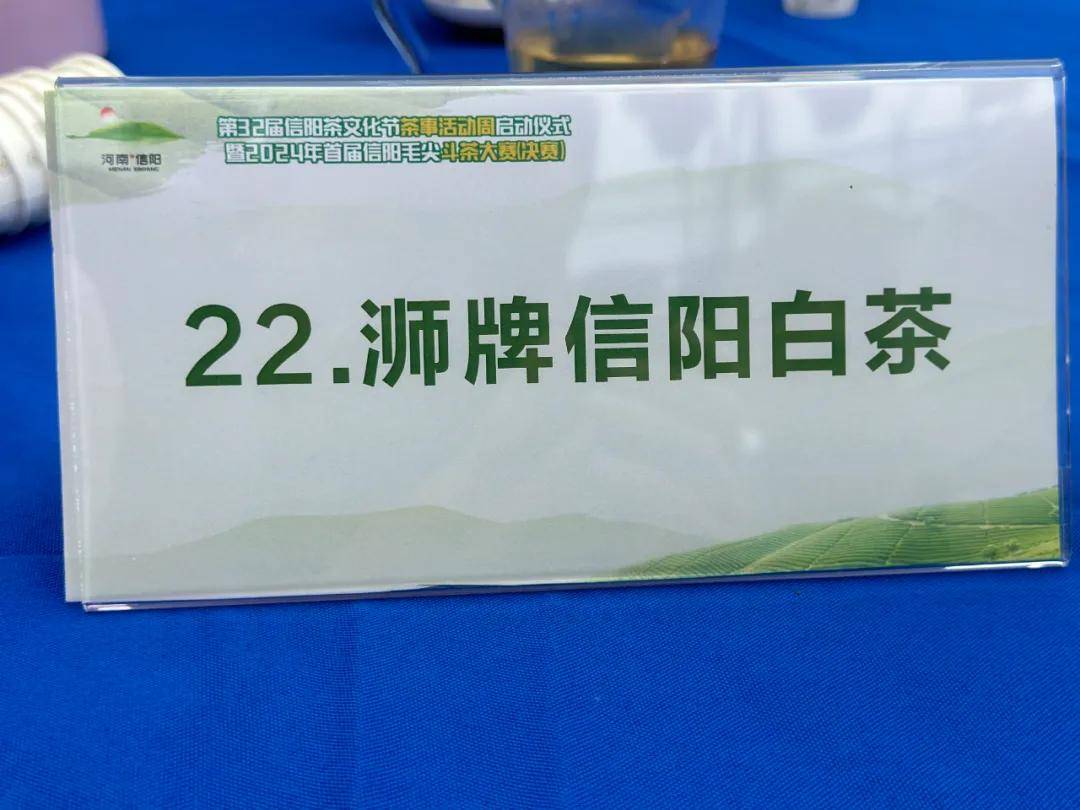 第32届信阳茶文化节茶事活动周启动仪式
暨2024年首届信阳毛尖斗茶大赛(决赛)
河南·信阳
HENAN XINYANG
22.浉牌信阳白茶